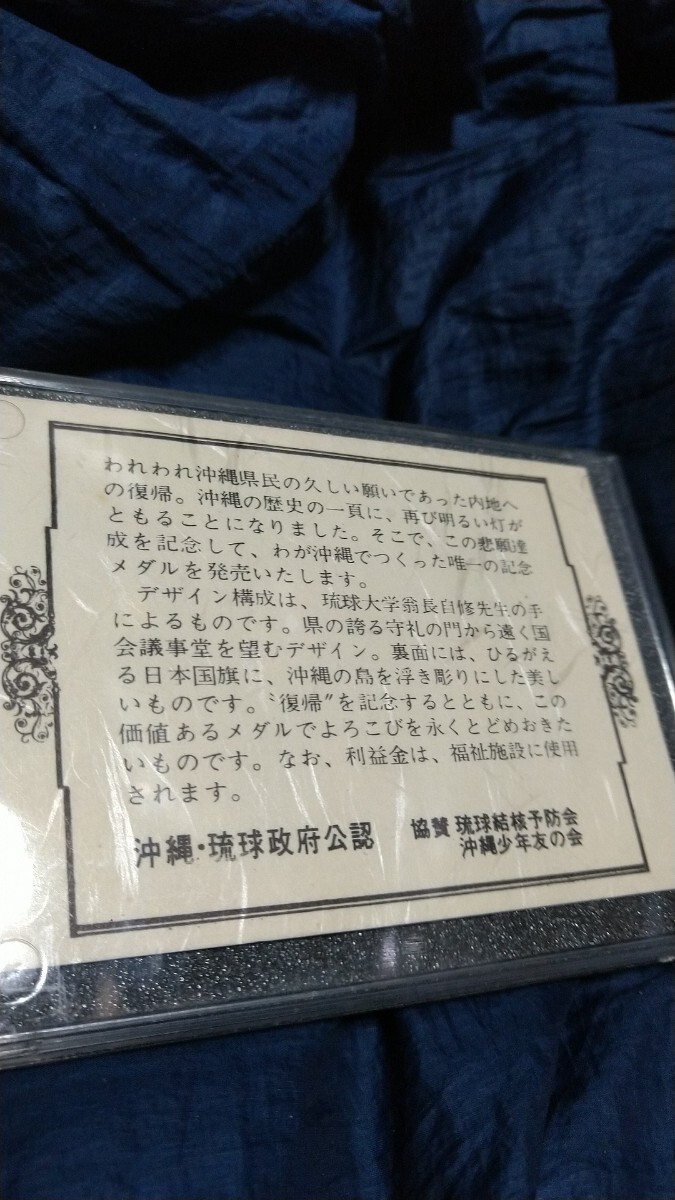 われわれ沖縄県民の久しい願いであった内地へ
の復帰。沖縄の歴史の一頁に、再び明るい灯が
ともることになりました。そこで、この悲願達
成を記念して、わが沖縄でつくった唯一の記念
メダルを発売いたします。
デザイン構成は、琉球大学翁長自修先生の手
によるものです。県の誇る守礼の門から遠く国
会議事堂を望むデザイン。裏面には、ひるがえ
る日本国旗に、沖縄の島を浮き彫りにした美し
いものです。〝復帰〟を記念するとともに、この
価値あるメダルでよろこびを永くとどめおきた
いものです。なお、利益金は、福祉施設に使用
されます。
沖縄・琉球政府公認
協賛 琉球結核予防会
沖縄少年友の会